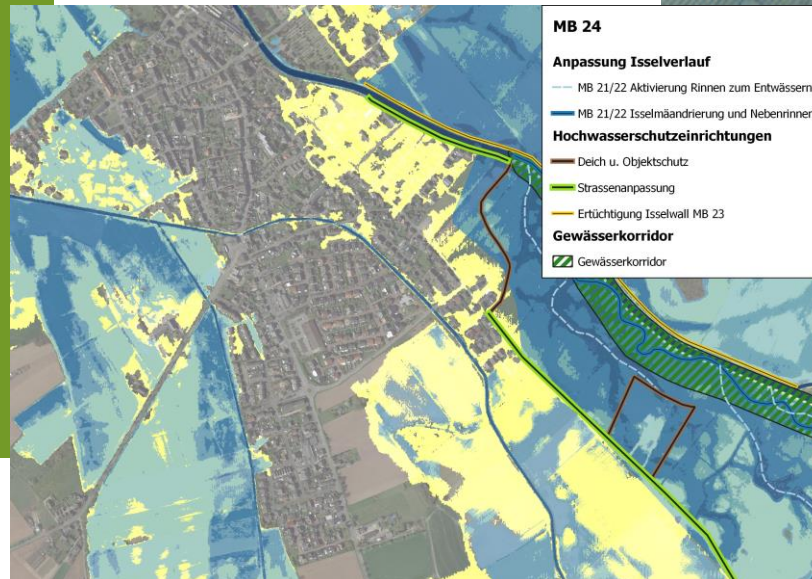 MB 24
Anpassung Isselverlauf
MB 21/22 Aktivierung Rinnen zum Entwässern
MB 21/22 Isselmäandrierung und Nebenrinnen
Hochwasserschutzeinrichtungen
Deich u. Objektschutz
Strassenanpassung
Ertüchtigung Isselwall MB 23
Gewässerkorridor
Gewässerkorridor